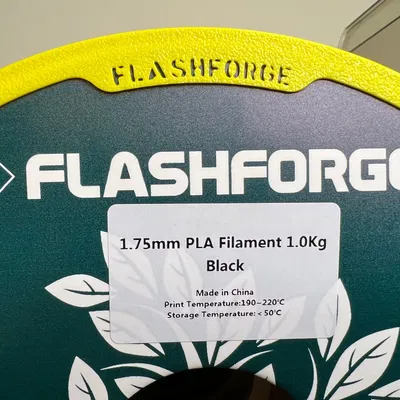 FLASHFORGE
FLASHFORGE
1.75mm PLA Filament 1.0Kg
Black
Made in China
Print Temperature:190~220℃
Storage Temperature:＜50℃